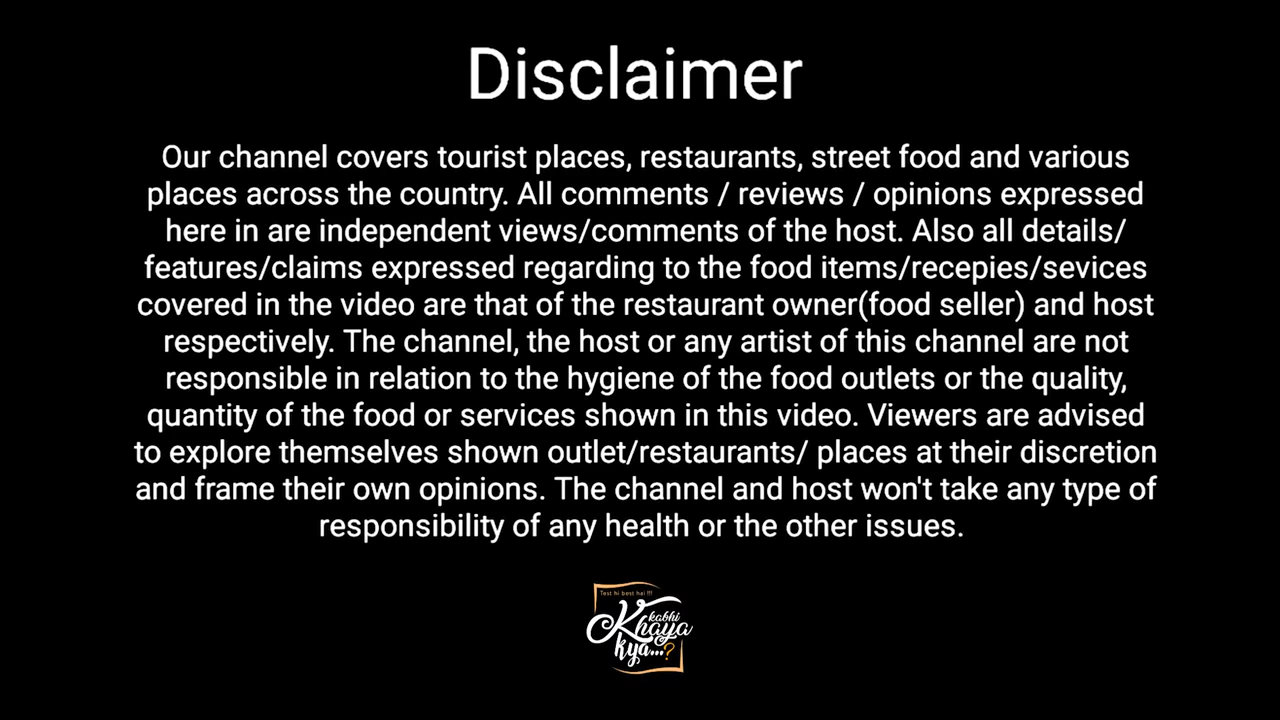 Disclaimer
Our channel covers tourist places, restaurants, street food and various
places across the country. All comments / reviews / opinions expressed
here in are independent views/comments of the host. Also all details/
features/claims expressed regarding to the food items/recepies/sevices
covered in the video are that of the restaurant owner(food seller) and host
respectively. The channel, the host or any artist of this channel are not
responsible in relation to the hygiene of the food outlets or the quality,
quantity of the food or services shown in this video. Viewers are advised
to explore themselves shown outlet/restaurants/ places at their discretion
and frame their own opinions. The channel and host won't take any type of
responsibility of any health or the other issues.
Tast hi best hai !!!
kabhi
Khaya
kya...?